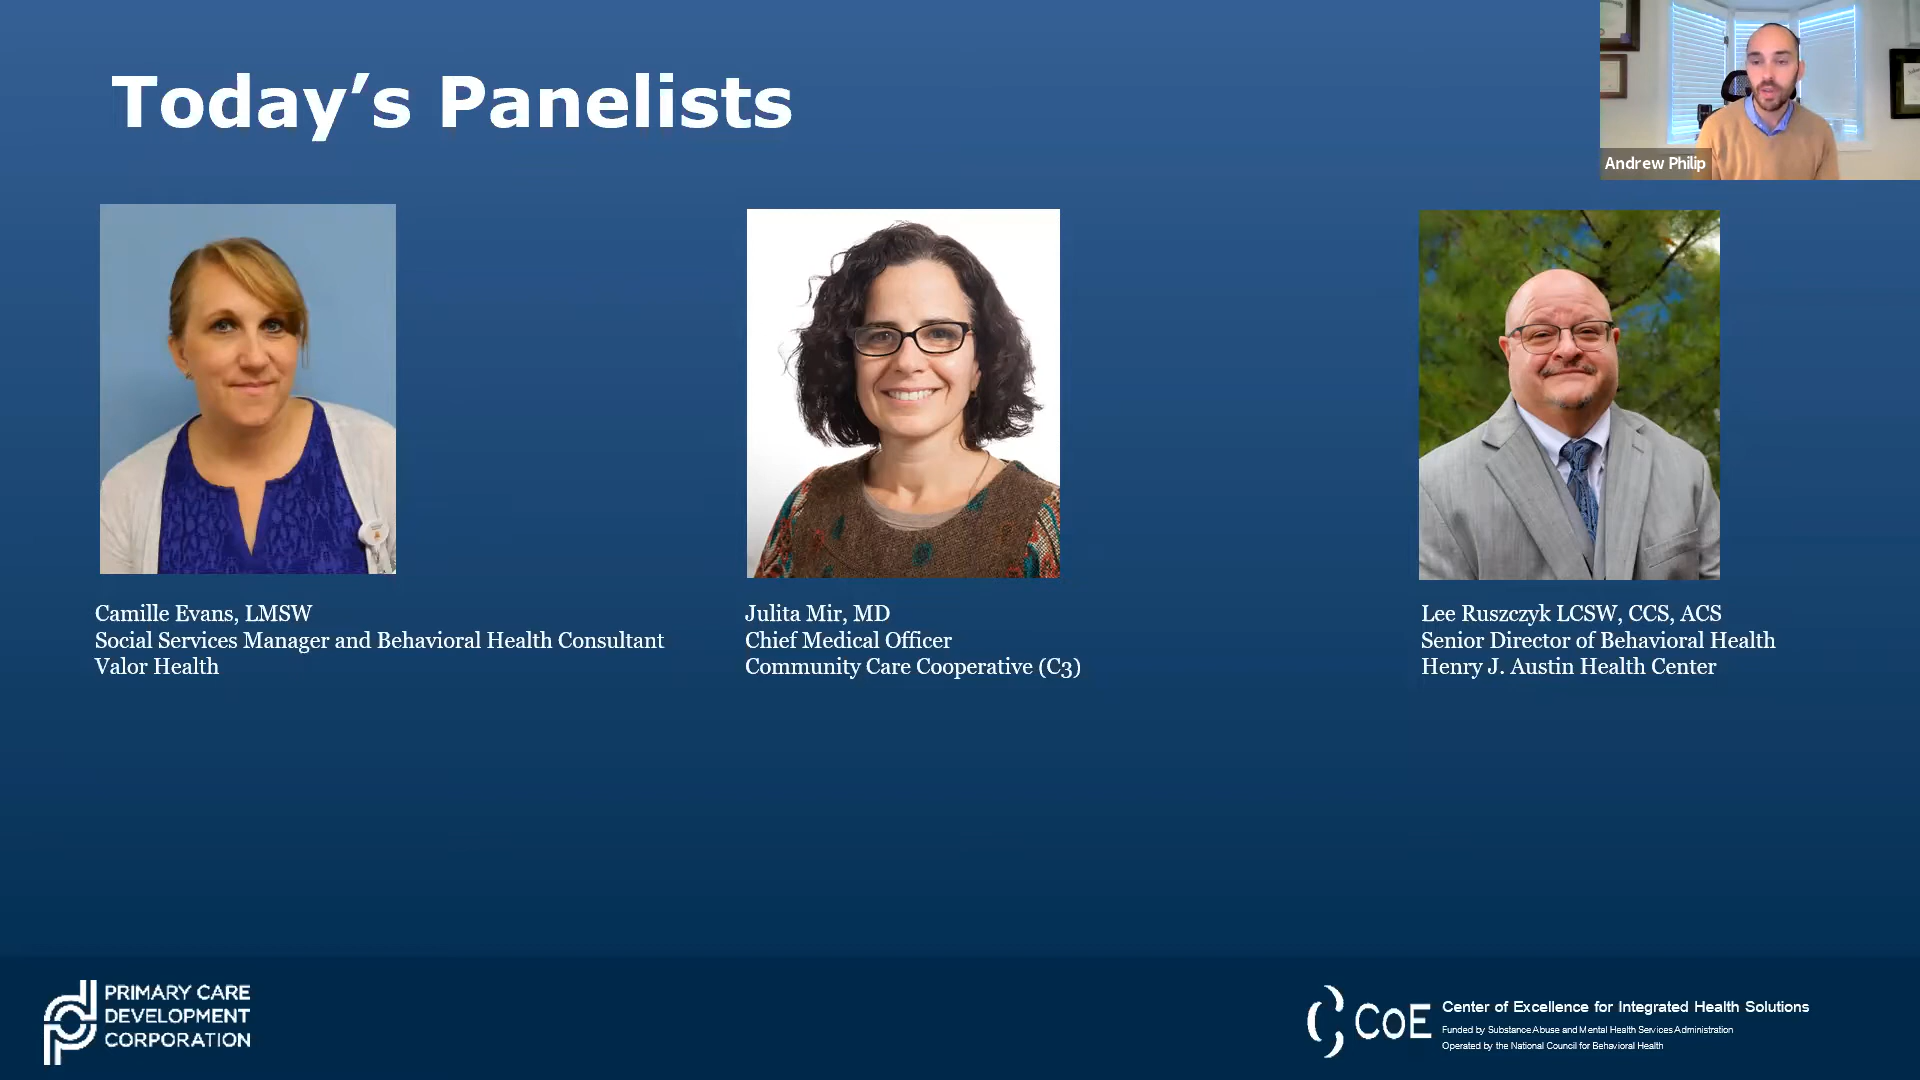 Today’s Panelists
Andrew Philip
Camille Evans, LMSW
Social Services Manager and Behavioral Health Consultant
Valor Health
Julita Mir, MD
Chief Medical Officer
Community Care Cooperative (C3)
Lee Ruszczyk LCSW, CCS, ACS
Senior Director of Behavioral Health
Henry J. Austin Health Center
PRIMARY CARE
DEVELOPMENT
CORPORATION
CoE
Center of Excellence for Integrated Health Solutions
Funded by Substance Abuse and Mental Health Services Administration
Operated by the National Council for Behavioral Health